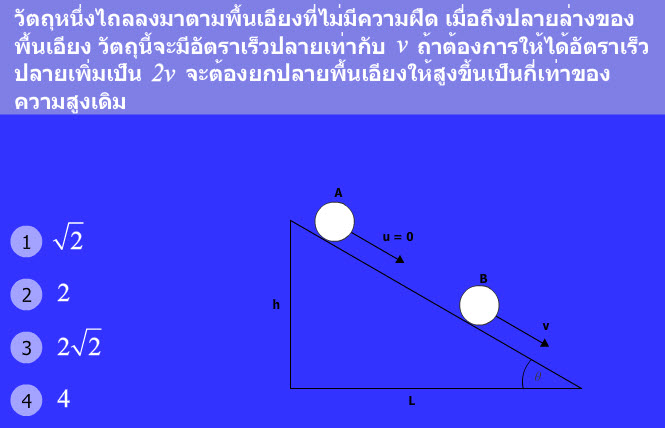 วัตถุหนึ่งไถลลงมาตามพื้นเอียงที่ไม่มีความฝืด เมื่อถึงปลายล่างของ
พื้นเอียง วัตถุนี้จะมีอัตราเร็วปลายเท่ากับ v ถ้าต้องการให้ได้อัตราเร็ว
ปลายเพิ่มเป็น 2v จะต้องยกปลายพื้นเอียงให้สูงขึ้นเป็นกี่เท่าของ
ความสูงเดิม
A
u = 0
1 √2
B
2 2
h
v
3 2√2
θ
4 4
L